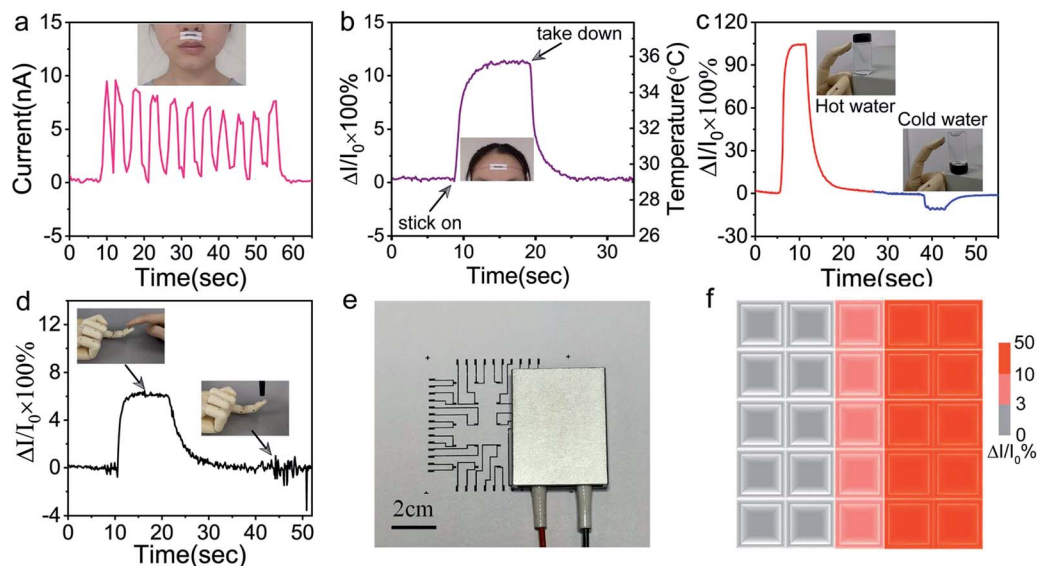 a
Current(nA)
15
10
5
0
-5
0 10 20 30 40 50 60
Time(sec)
b
ΔI/I₀×100%
15
10
5
0
-5
take down
stick on
36
34
32
30
28
26
Temperature(°C)
0 10 20 30
Time(sec)
c
ΔI/I₀×100%
120
90
60
30
0
-30
Hot water
Cold water
0 10 20 30 40 50
Time(sec)
d
ΔI/I₀×100%
12
8
4
0
-4
0 10 20 30 40 50
Time(sec)
e
2cm
f
50
10
3
0
ΔI/I₀%